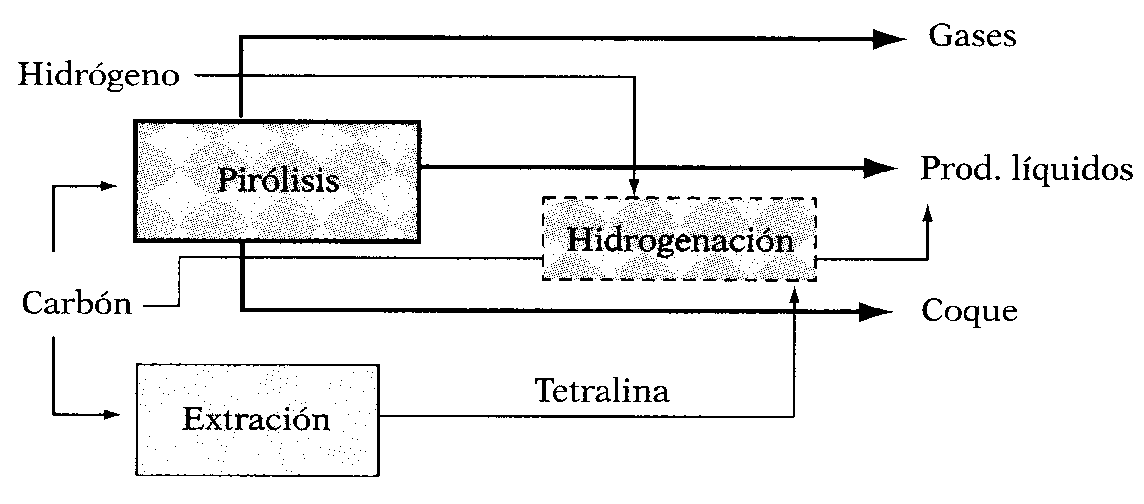 Gases
Hidrógeno
Pirólisis
Prod. líquidos
Hidrogenación
Carbón
Coque
Tetralina
Extración